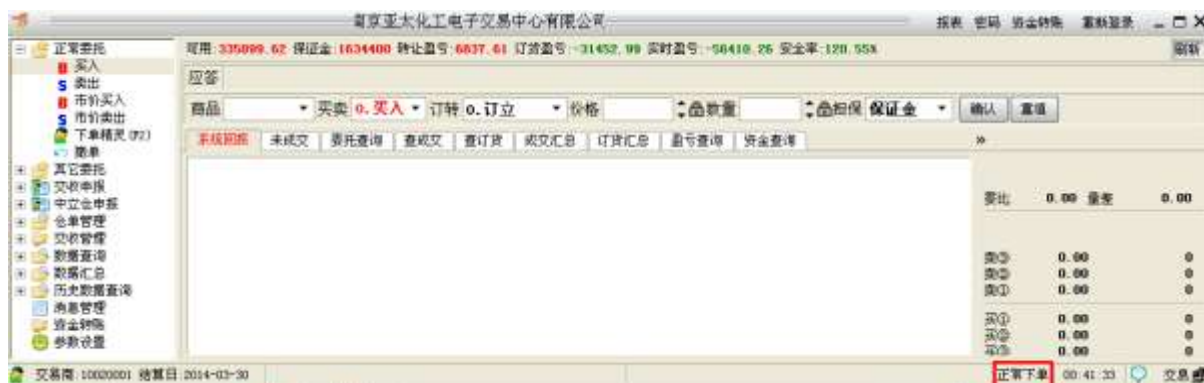 南京亚太化工电子交易中心有限公司
报表 密码 资金转账 重新登录
正常委托
买入
卖出
市价买入
市价卖出
下单精灵(F2)
撤单
其它委托
交收申报
中立仓申报
仓单管理
交收管理
数据查询
数据汇总
历史数据查询
消息管理
资金转账
参数设置
可用:335099.62 保证金:1634400 转让盈亏:6837.61 订货盈亏:-31452.99 实时盈亏:-56410.26 安全率:120.55% 刷新
应答
商品 买卖 0.买入 订转 0.订立 价格 数量 担保 保证金 确认 重填
系统回报 未成交 委托查询 查成交 查订货 成交汇总 订货汇总 盈亏查询 资金查询 »
委比 0.00 量差 0.00
卖③ 0.00 0
卖② 0.00 0
卖① 0.00 0
买① 0.00 0
买② 0.00 0
买③ 0.00 0
交易商:10020001 结算日:2014-03-30 正常下单 00:41:33